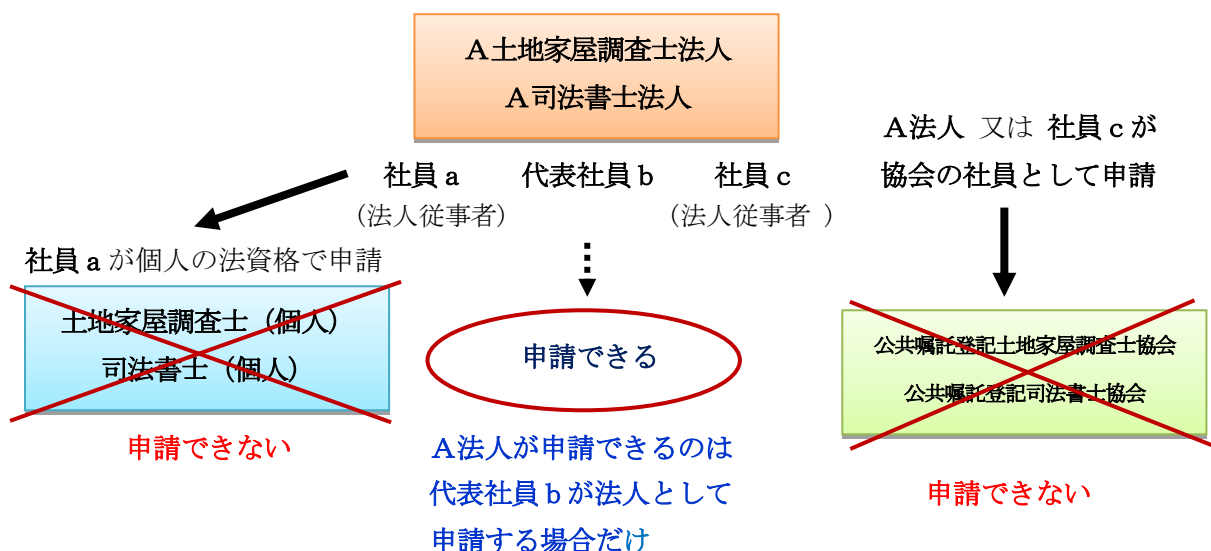 A土地家屋調査士法人
A司法書士法人
A法人 又は 社員cが
協会の社員として申請
社員a 代表社員b 社員c
(法人従事者) (法人従事者 )
社員aが個人の法資格で申請
土地家屋調査士（個人）
司法書士（個人）
申請できない
申請できる
A法人が申請できるのは
代表社員bが法人として
申請する場合だけ
公共嘱託登記土地家屋調査士協会
公共嘱託登記司法書士協会
申請できない